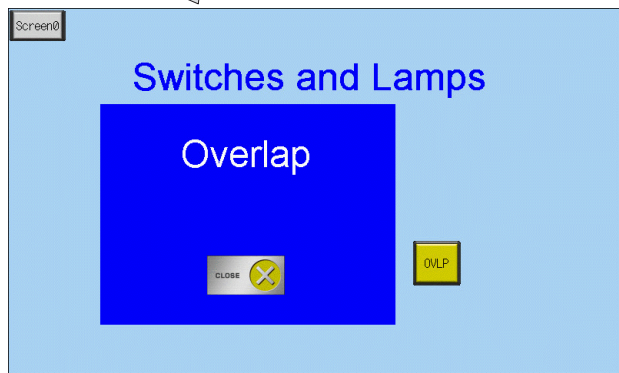 Screen0
Switches and Lamps
Overlap
CLOSE
OVLP